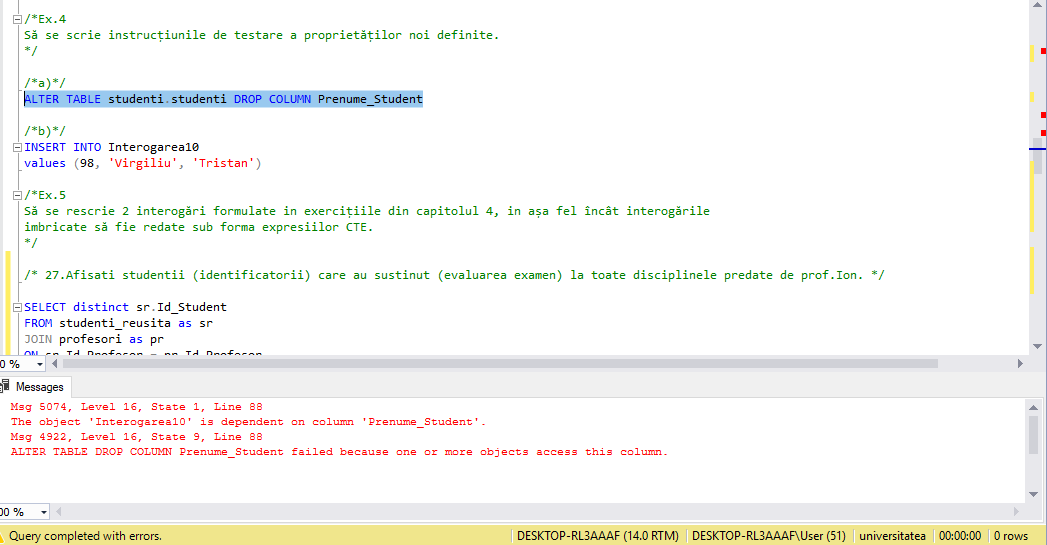 /*Ex.4
Să se scrie instrucțiunile de testare a proprietăților noi definite.
*/
/*a)*/
ALTER TABLE studenti.studenti DROP COLUMN Prenume_Student
/*b)*/
INSERT INTO Interogarea10
values (98, 'Virgiliu', 'Tristan')
/*Ex.5
Să se rescrie 2 interogări formulate in exercițiile din capitolul 4, in așa fel încât interogările
imbricate să fie redate sub forma expresiilor CTE.
*/
/* 27.Afisati studentii (identificatorii) care au sustinut (evaluarea examen) la toate disciplinele predate de prof.Ion. */
SELECT distinct sr.Id_Student
FROM studenti_reusita as sr
JOIN profesori as pr
ON sr.Id_Profesor = pr.Id_Profesor
0 %
Messages
Msg 5074, Level 16, State 1, Line 88
The object 'Interogarea10' is dependent on column 'Prenume_Student'.
Msg 4922, Level 16, State 9, Line 88
ALTER TABLE DROP COLUMN Prenume_Student failed because one or more objects access this column.
00 %
Query completed with errors.
DESKTOP-RL3AAAF (14.0 RTM)
DESKTOP-RL3AAAF\User (51)
universitatea
00:00:00
0 rows